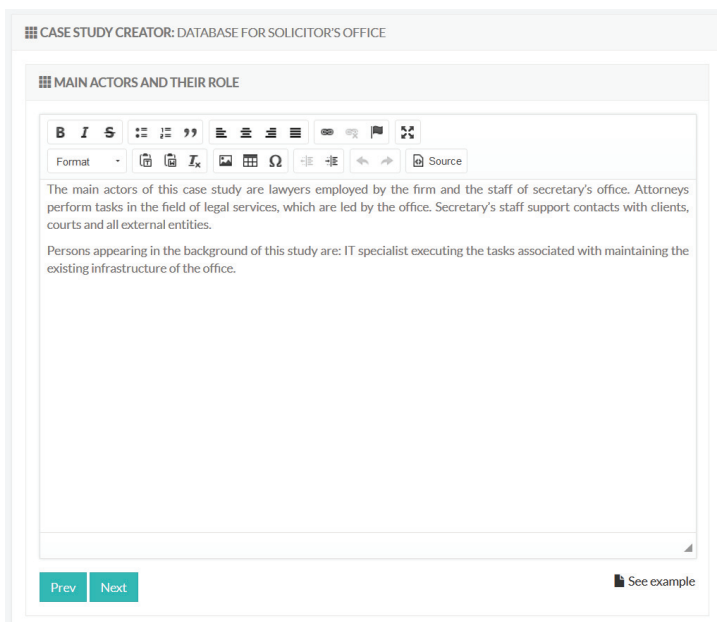 CASE STUDY CREATOR: DATABASE FOR SOLICITOR'S OFFICE
MAIN ACTORS AND THEIR ROLE
B I S
Format Source
The main actors of this case study are lawyers employed by the firm and the staff of secretary's office. Attorneys
perform tasks in the field of legal services, which are led by the office. Secretary's staff support contacts with clients,
courts and all external entities.
Persons appearing in the background of this study are: IT specialist executing the tasks associated with maintaining the
existing infrastructure of the office.
Prev Next See example